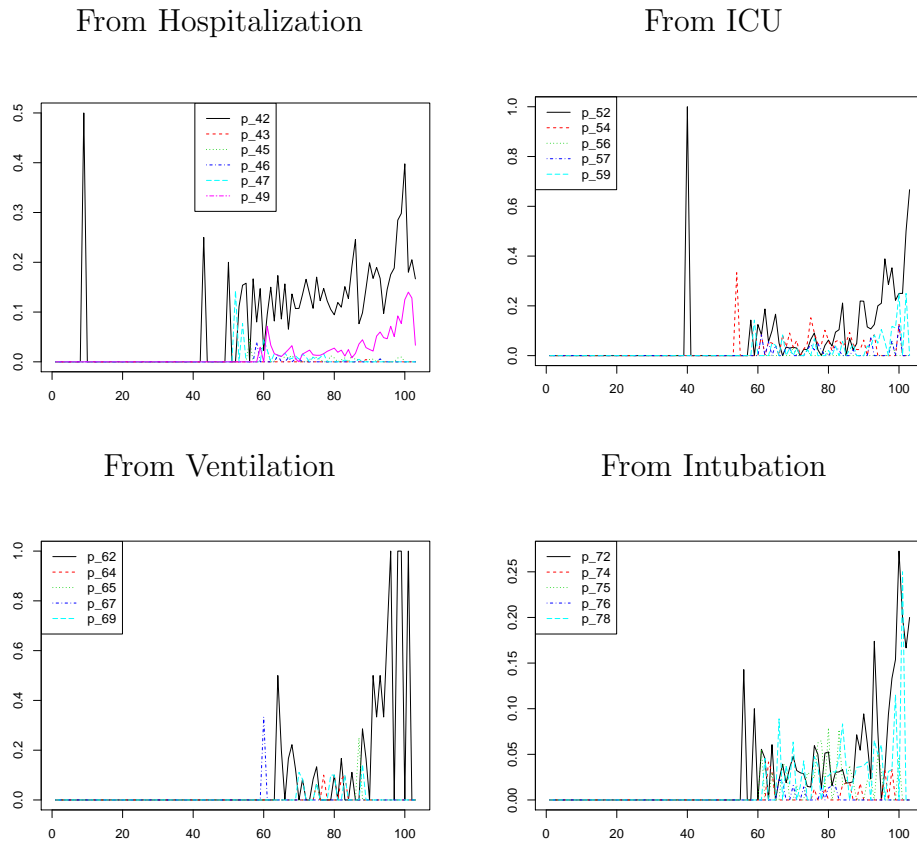 From Hospitalization
0.5
0.4
0.3
0.2
0.1
0.0
p_42
p_43
p_45
p_46
p_47
p_49
0 20 40 60 80 100
From ICU
1.0
0.8
0.6
0.4
0.2
0.0
p_52
p_54
p_56
p_57
p_59
0 20 40 60 80 100
From Ventilation
1.0
0.8
0.6
0.4
0.2
0.0
p_62
p_64
p_65
p_67
p_69
0 20 40 60 80 100
From Intubation
0.25
0.20
0.15
0.10
0.05
0.00
p_72
p_74
p_75
p_76
p_78
0 20 40 60 80 100